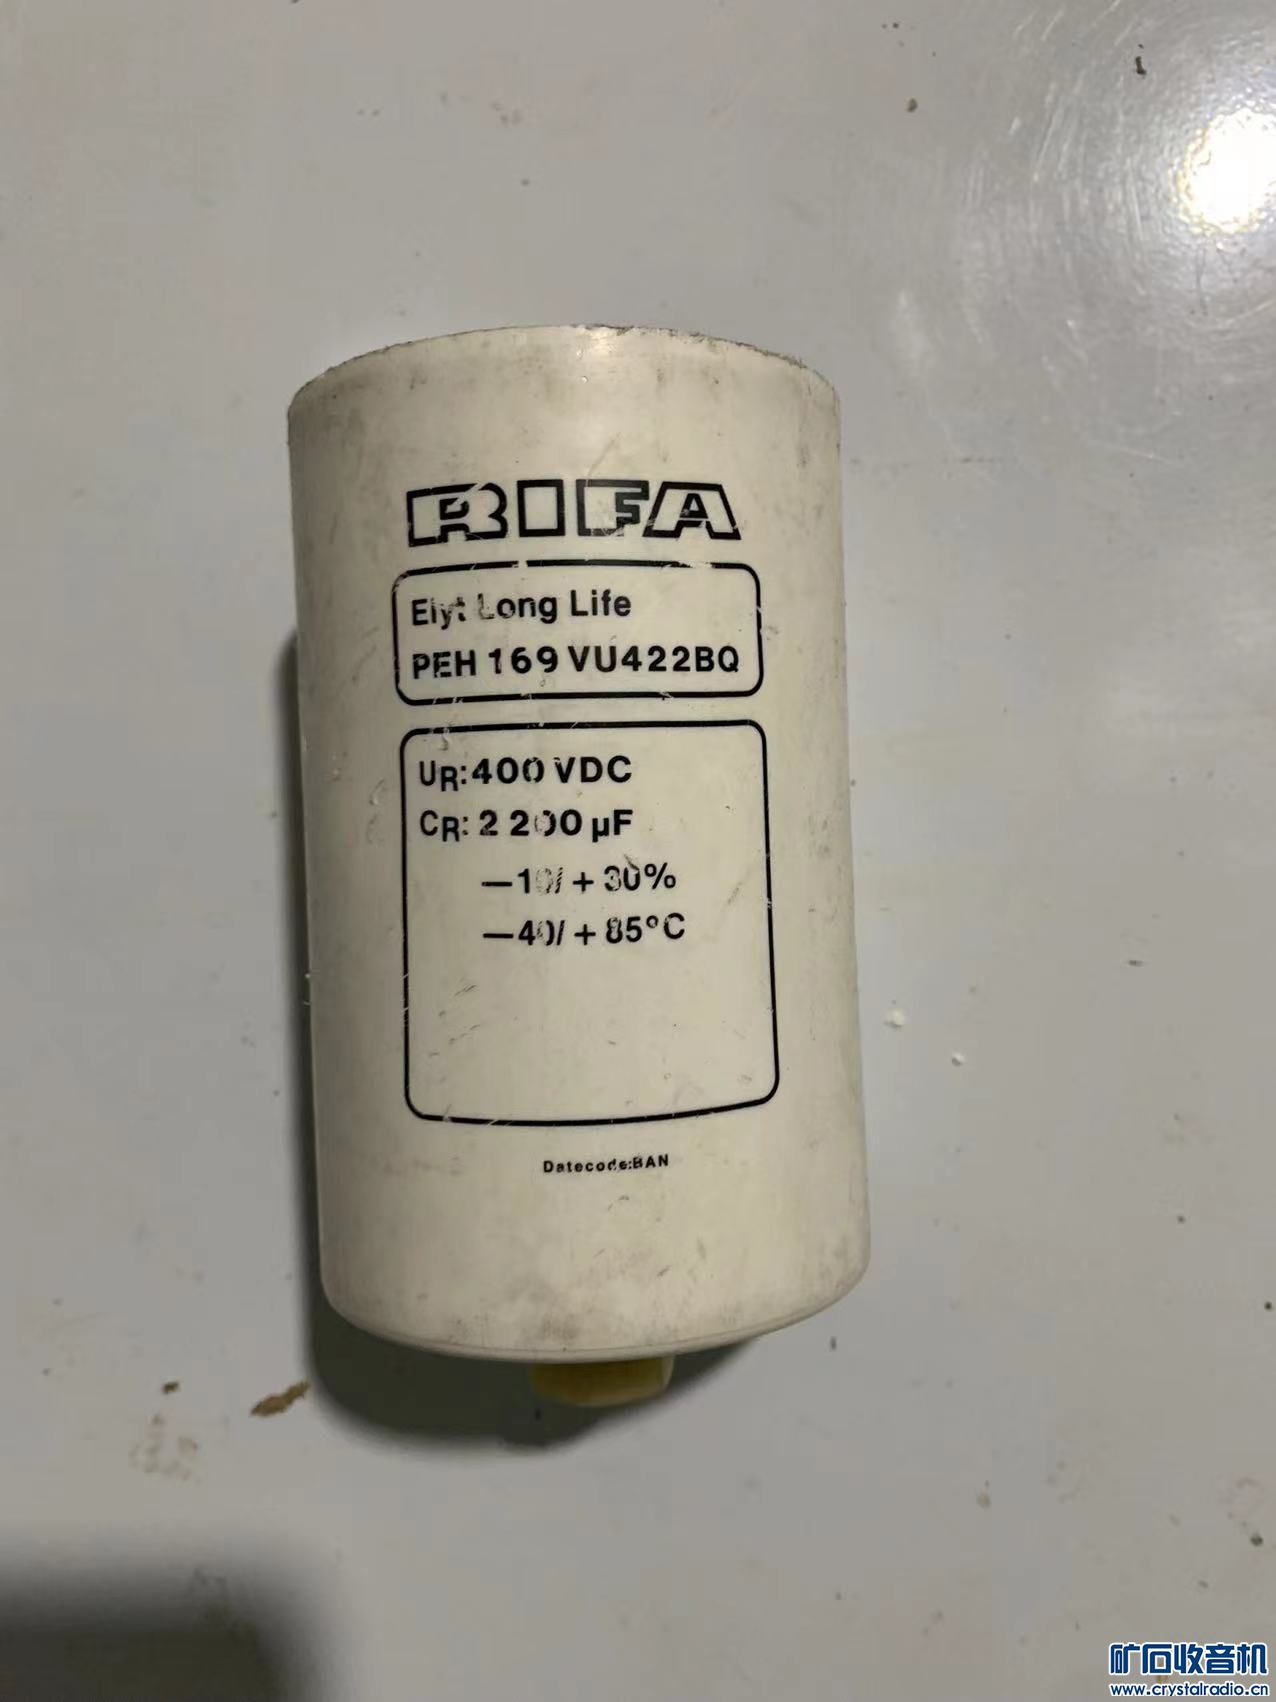 RIFA
Elyt Long Life
PEH 169 VU422BQ
UR: 400 VDC
CR: 2 200 µF
—10/ + 30%
—40/ + 85°C
Datecode:BAN
矿石收音机
www.crystalradio.cn